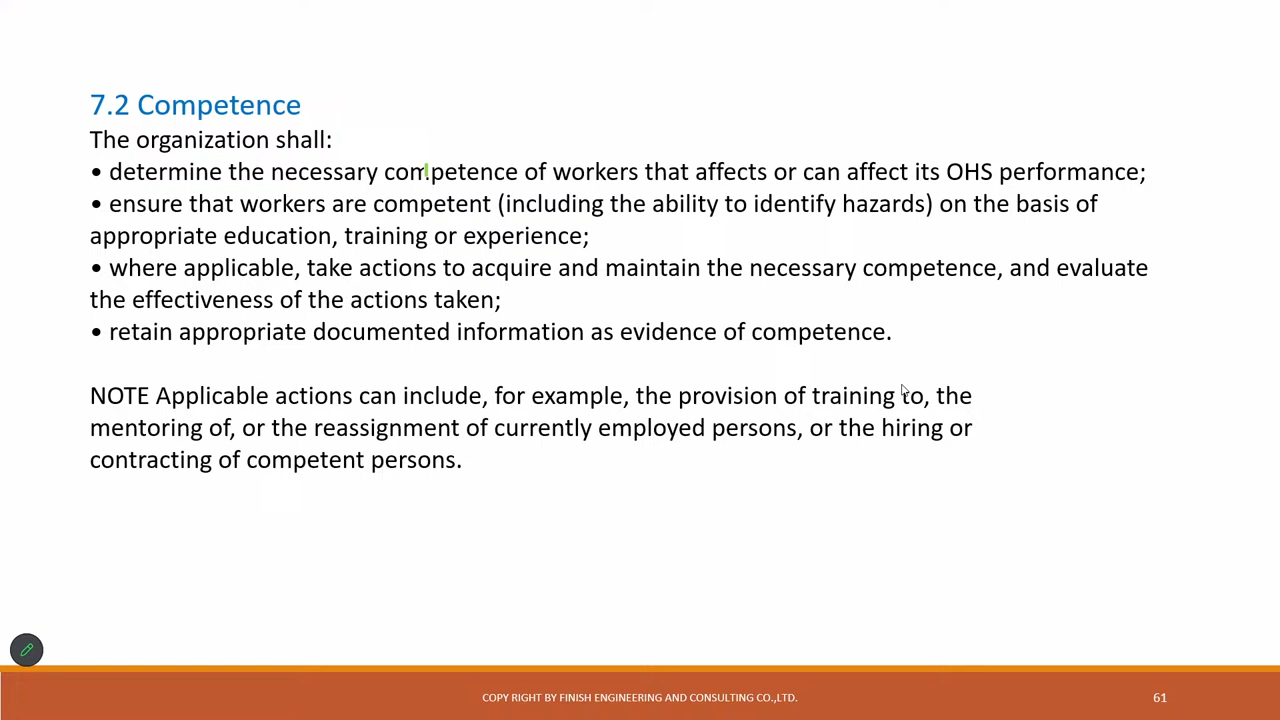 7.2 Competence
The organization shall:
• determine the necessary competence of workers that affects or can affect its OHS performance;
• ensure that workers are competent (including the ability to identify hazards) on the basis of
appropriate education, training or experience;
• where applicable, take actions to acquire and maintain the necessary competence, and evaluate
the effectiveness of the actions taken;
• retain appropriate documented information as evidence of competence.
NOTE Applicable actions can include, for example, the provision of training to, the
mentoring of, or the reassignment of currently employed persons, or the hiring or
contracting of competent persons.
COPY RIGHT BY FINISH ENGINEERING AND CONSULTING CO.,LTD.
61